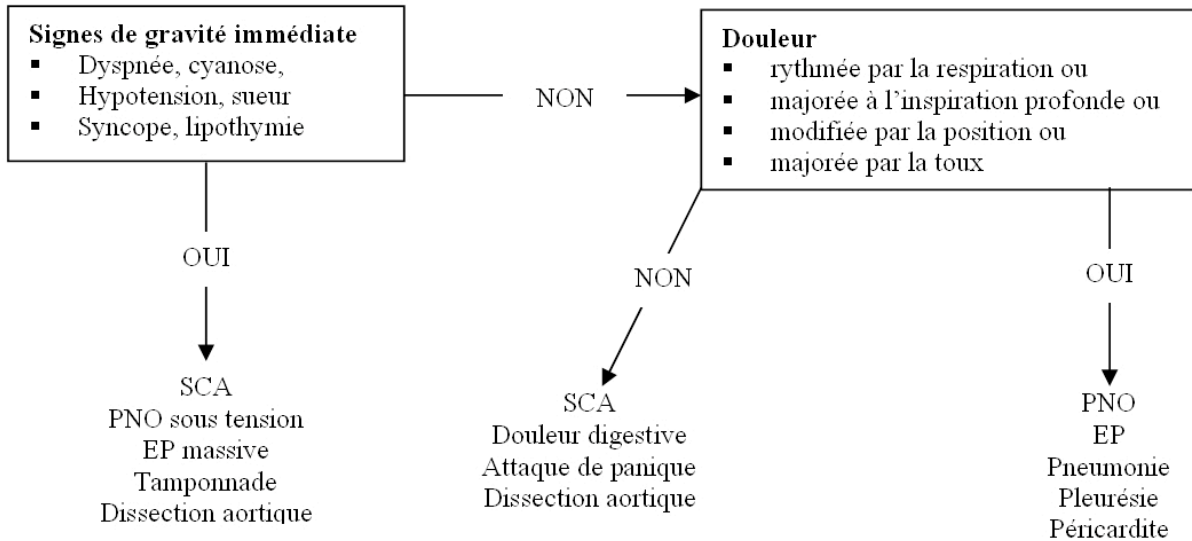 Signes de gravité immédiate
▪ Dyspnée, cyanose,
▪ Hypotension, sueur
▪ Syncope, lipothymie
NON
Douleur
▪ rythmée par la respiration ou
▪ majorée à l'inspiration profonde ou
▪ modifiée par la position ou
▪ majorée par la toux
OUI
SCA
PNO sous tension
EP massive
Tamponnade
Dissection aortique
NON
SCA
Douleur digestive
Attaque de panique
Dissection aortique
OUI
PNO
EP
Pneumonie
Pleurésie
Péricardite